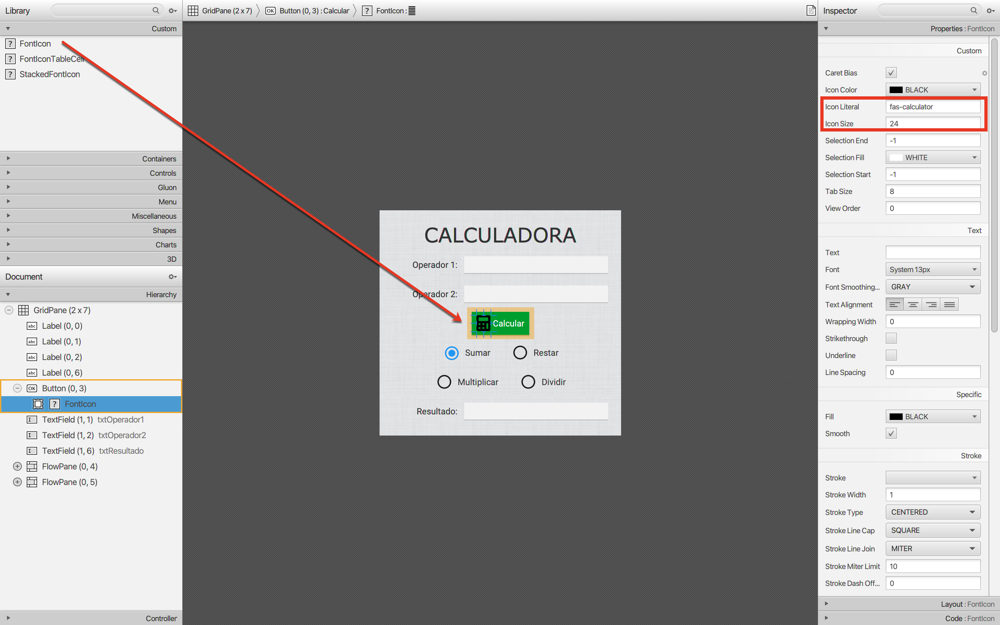 Library
GridPane (2 x 7)
OK
Button (0, 3) : Calcular
?
FontIcon :
Inspector
Custom
? FontIcon
? FontIconTableCell
? StackedFontIcon
Containers
Controls
Gluon
Menu
Miscellaneous
Shapes
Charts
3D
Document
Hierarchy
GridPane (2 x 7)
abc Label (0, 0)
abc Label (0, 1)
abc Label (0, 2)
abc Label (0, 6)
OK Button (0, 3)
? FontIcon
TextField (1, 1) txtOperador1
TextField (1, 2) txtOperador2
TextField (1, 6) txtResultado
FlowPane (0, 4)
FlowPane (0, 5)
Controller
CALCULADORA
Operador 1:
Operador 2:
Calcular
Sumar Restar
Multiplicar Dividir
Resultado:
Properties : FontIcon
Custom
Caret Bias
Icon Color BLACK
Icon Literal fas-calculator
Icon Size 24
Selection End -1
Selection Fill WHITE
Selection Start -1
Tab Size 8
View Order 0
Text
Text
Font System 13px
Font Smoothing... GRAY
Text Alignment
Wrapping Width 0
Strikethrough
Underline
Line Spacing 0
Specific
Fill BLACK
Smooth
Stroke
Stroke
Stroke Width 1
Stroke Type CENTERED
Stroke Line Cap SQUARE
Stroke Line Join MITER
Stroke Miter Limit 10
Stroke Dash Off... 0
Layout : FontIcon
Code : FontIcon